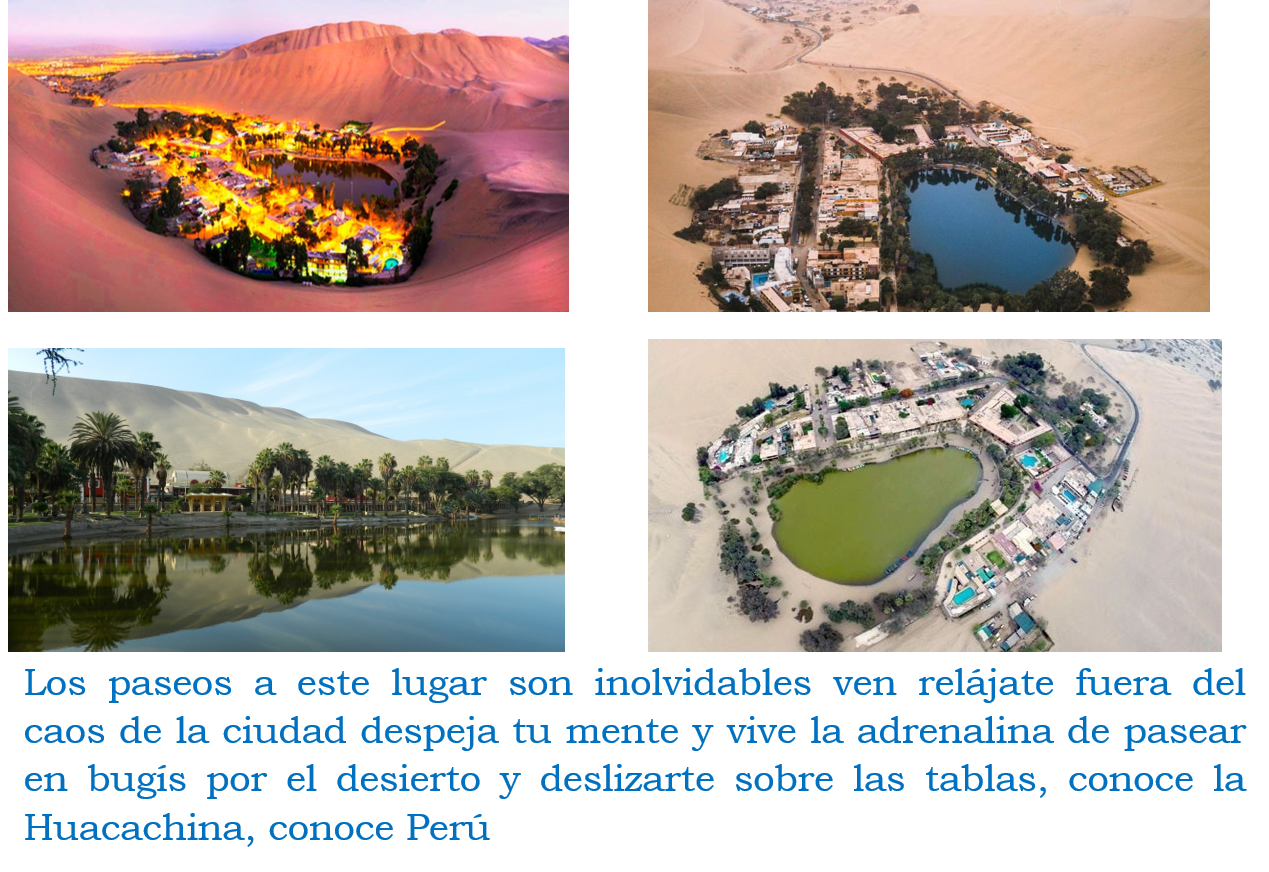 Los paseos a este lugar son inolvidables ven relájate fuera del
caos de la ciudad despeja tu mente y vive la adrenalina de pasear
en bugís por el desierto y deslizarte sobre las tablas, conoce la
Huacachina, conoce Perú